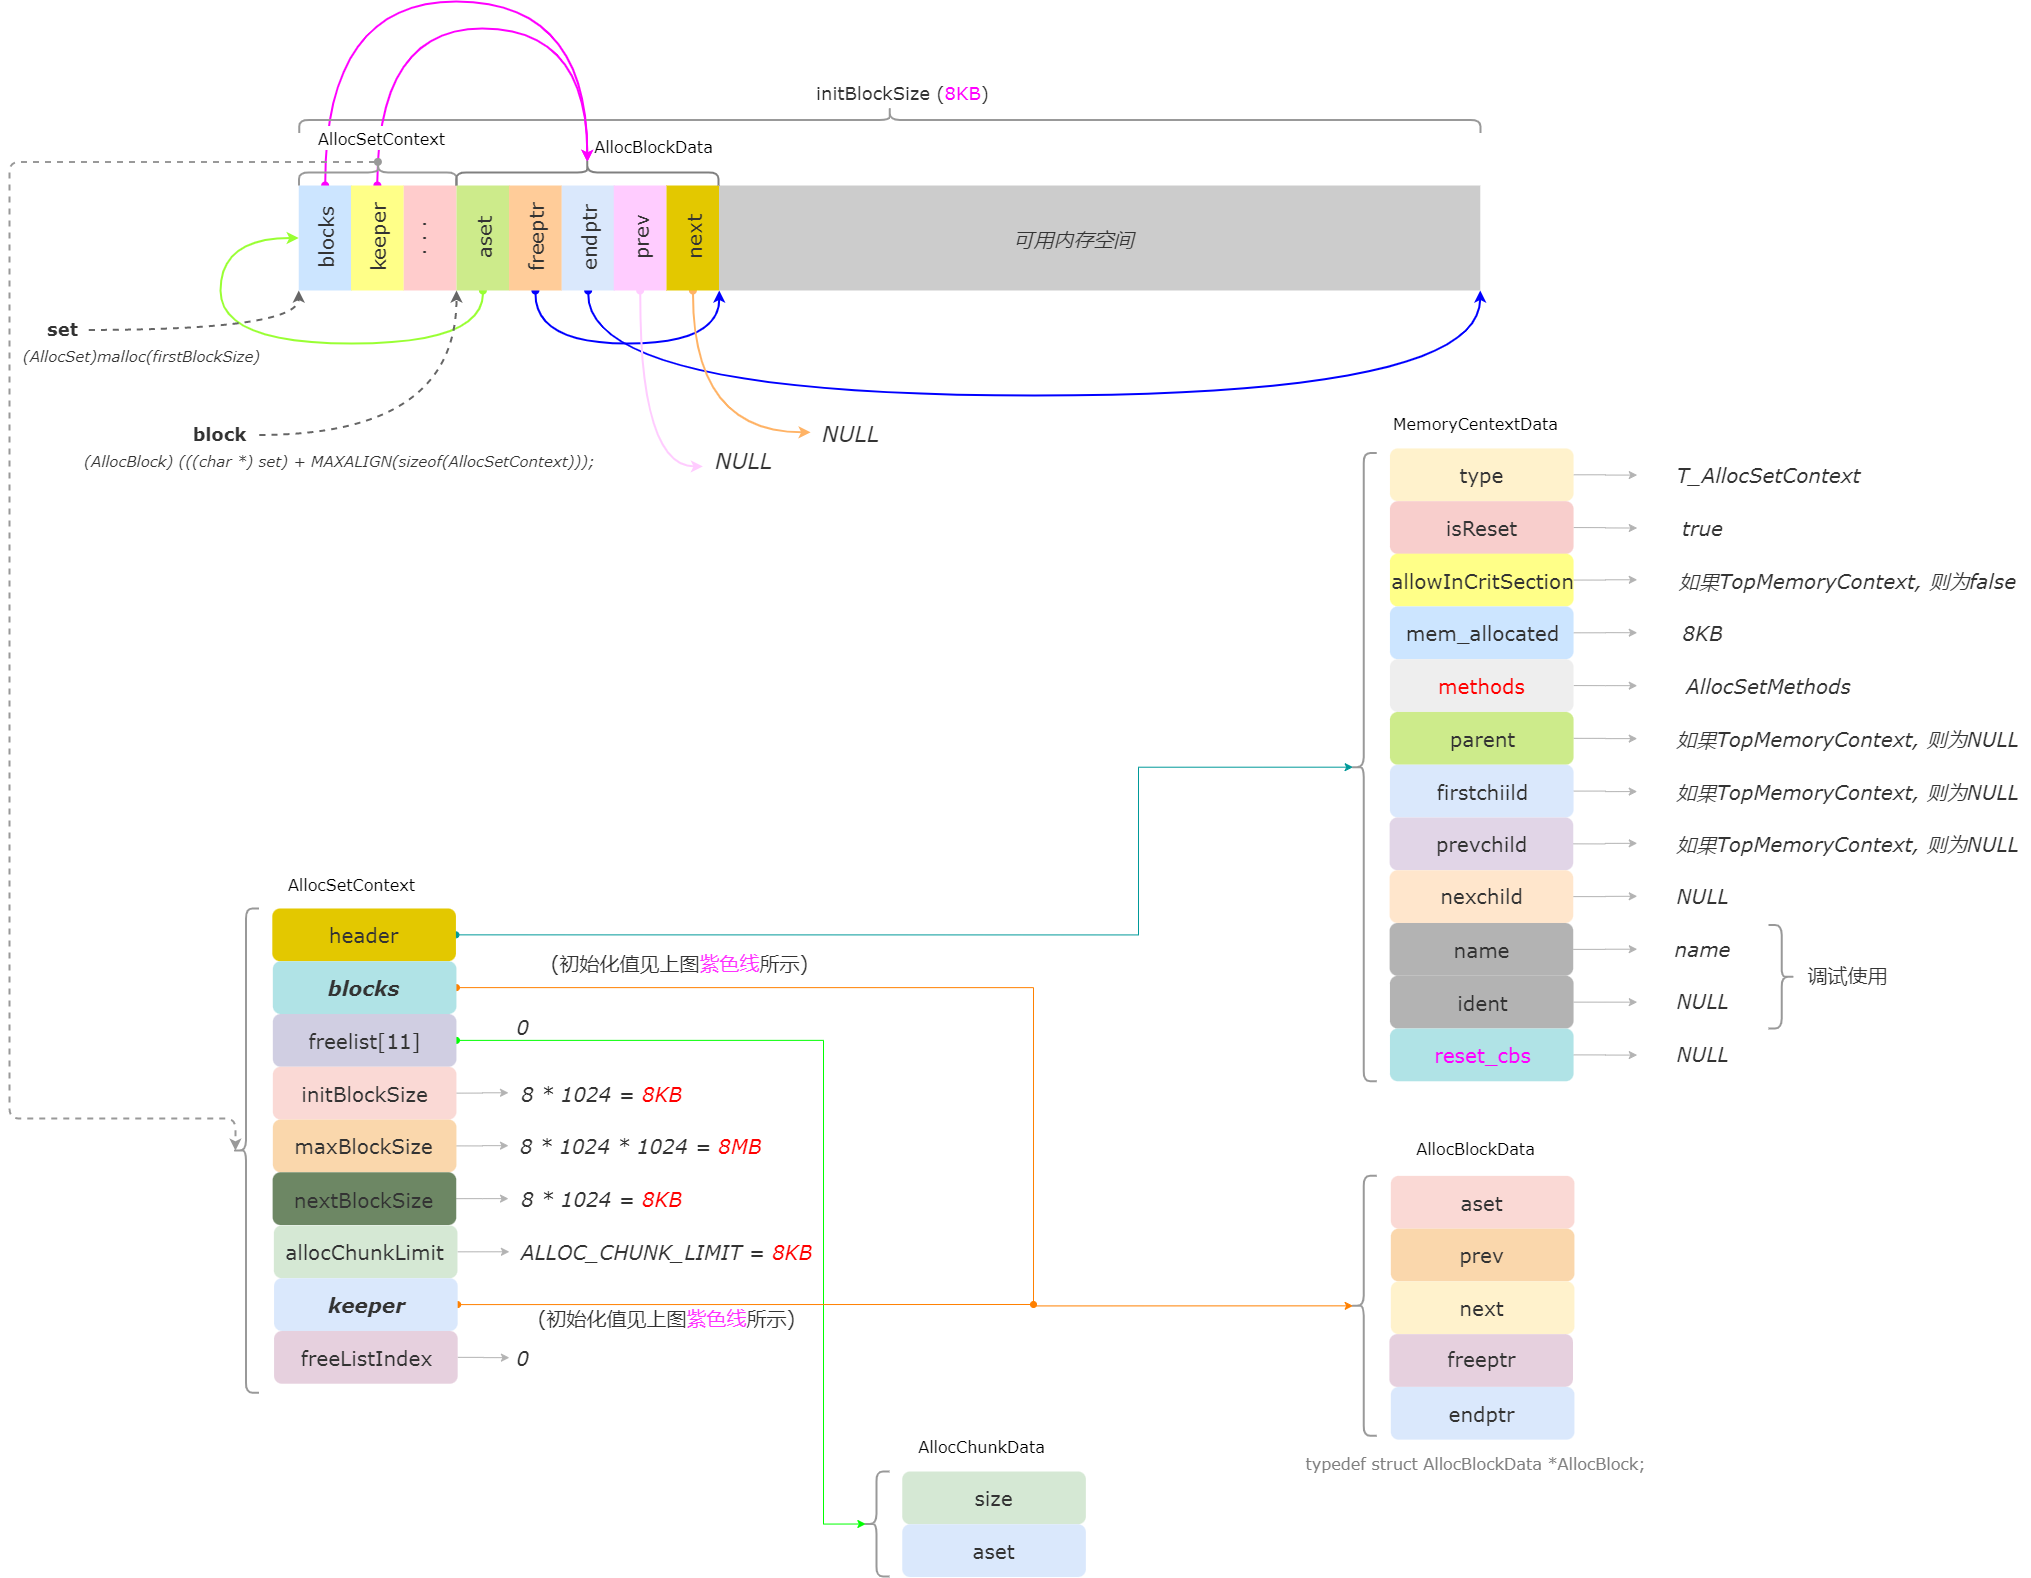 initBlockSize (8KB)
AllocSetContext
AllocBlockData
blocks
keeper
. . .
aset
freeptr
endptr
prev
next
可用内存空间
set
(AllocSet)malloc(firstBlockSize)
block
(AllocBlock) (((char *) set) + MAXALIGN(sizeof(AllocSetContext)));
NULL
NULL
MemoryCentextData
type
T_AllocSetContext
isReset
true
allowInCritSection
如果TopMemoryContext, 则为false
mem_allocated
8KB
methods
AllocSetMethods
parent
如果TopMemoryContext, 则为NULL
firstchiild
如果TopMemoryContext, 则为NULL
prevchild
如果TopMemoryContext, 则为NULL
nexchild
NULL
name
name
ident
NULL
调试使用
reset_cbs
NULL
AllocSetContext
header
blocks
(初始化值见上图紫色线所示)
freelist[11]
0
initBlockSize
8 * 1024 = 8KB
maxBlockSize
8 * 1024 * 1024 = 8MB
nextBlockSize
8 * 1024 = 8KB
allocChunkLimit
ALLOC_CHUNK_LIMIT = 8KB
keeper
(初始化值见上图紫色线所示)
freeListIndex
0
AllocBlockData
aset
prev
next
freeptr
endptr
typedef struct AllocBlockData *AllocBlock;
AllocChunkData
size
aset